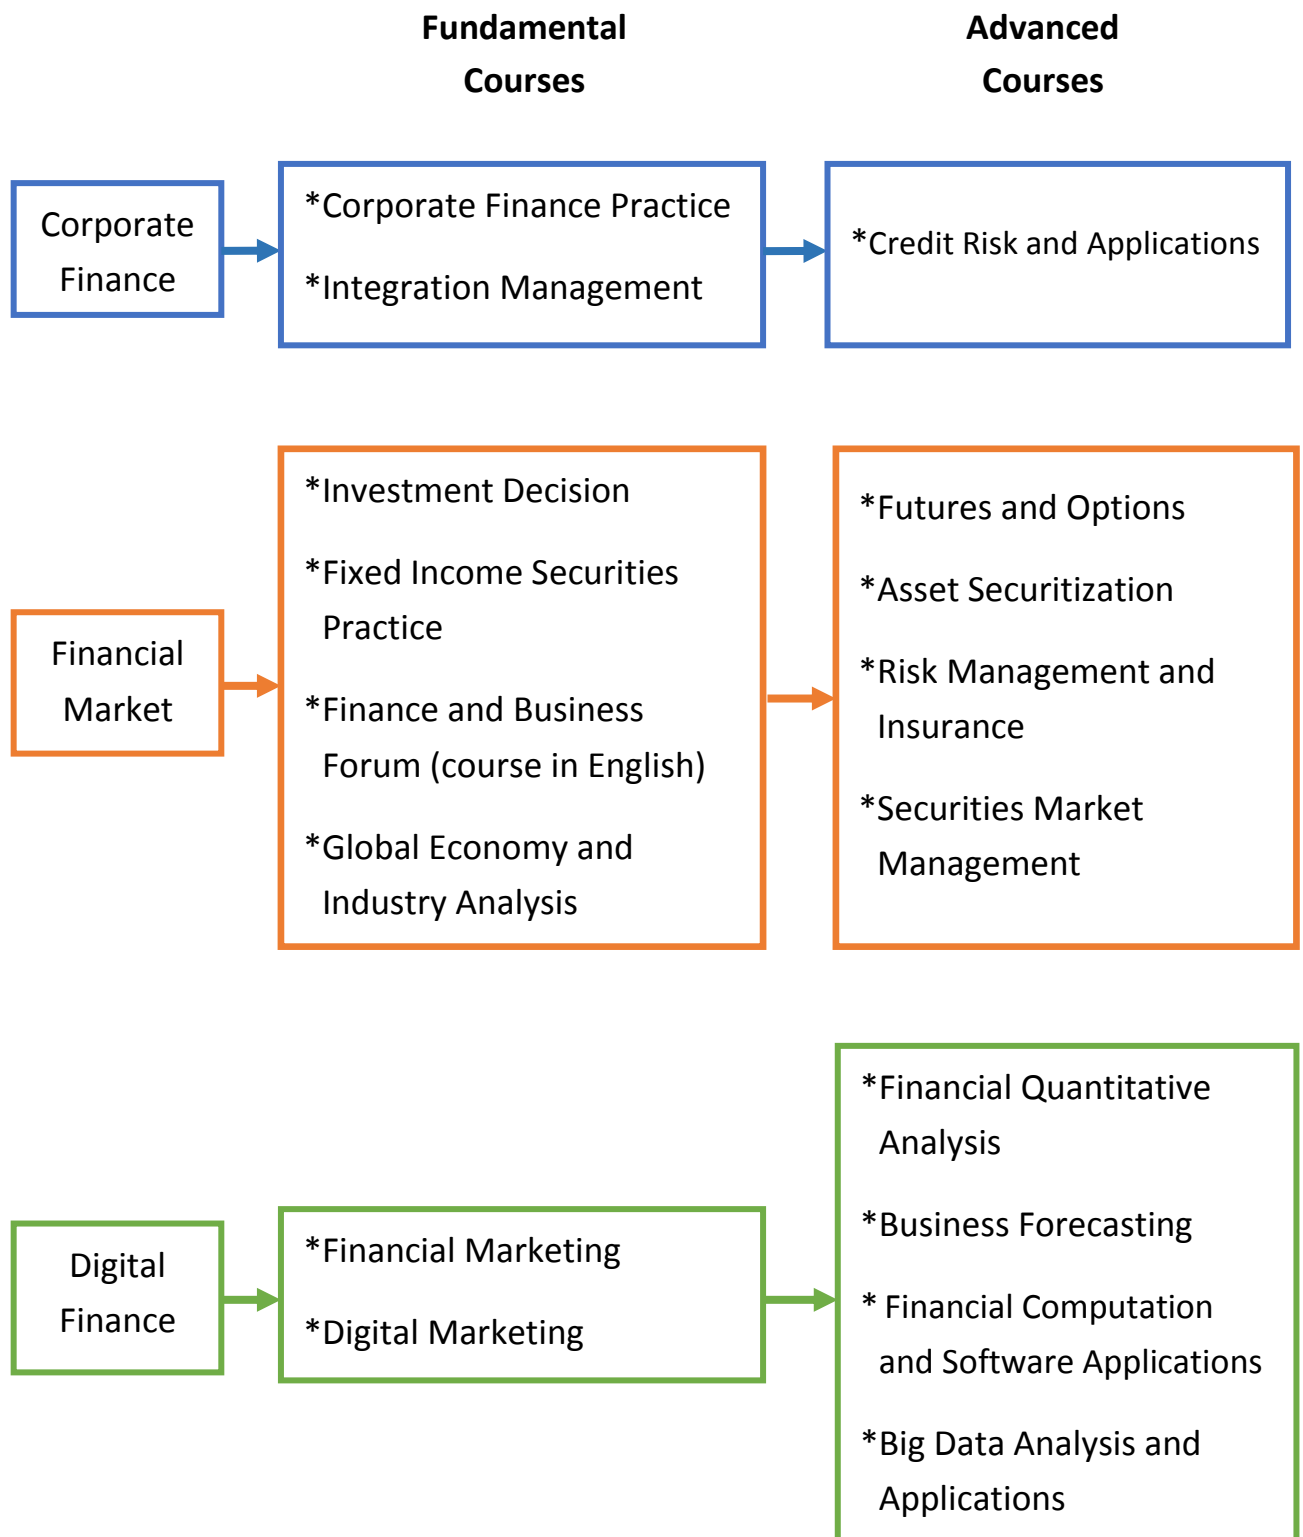 Fundamental
Courses
Advanced
Courses
Corporate
Finance
*Corporate Finance Practice
*Integration Management
*Credit Risk and Applications
Financial
Market
*Investment Decision
*Fixed Income Securities
Practice
*Finance and Business
Forum (course in English)
*Global Economy and
Industry Analysis
*Futures and Options
*Asset Securitization
*Risk Management and
Insurance
*Securities Market
Management
Digital
Finance
*Financial Marketing
*Digital Marketing
*Financial Quantitative
Analysis
*Business Forecasting
* Financial Computation
and Software Applications
*Big Data Analysis and
Applications